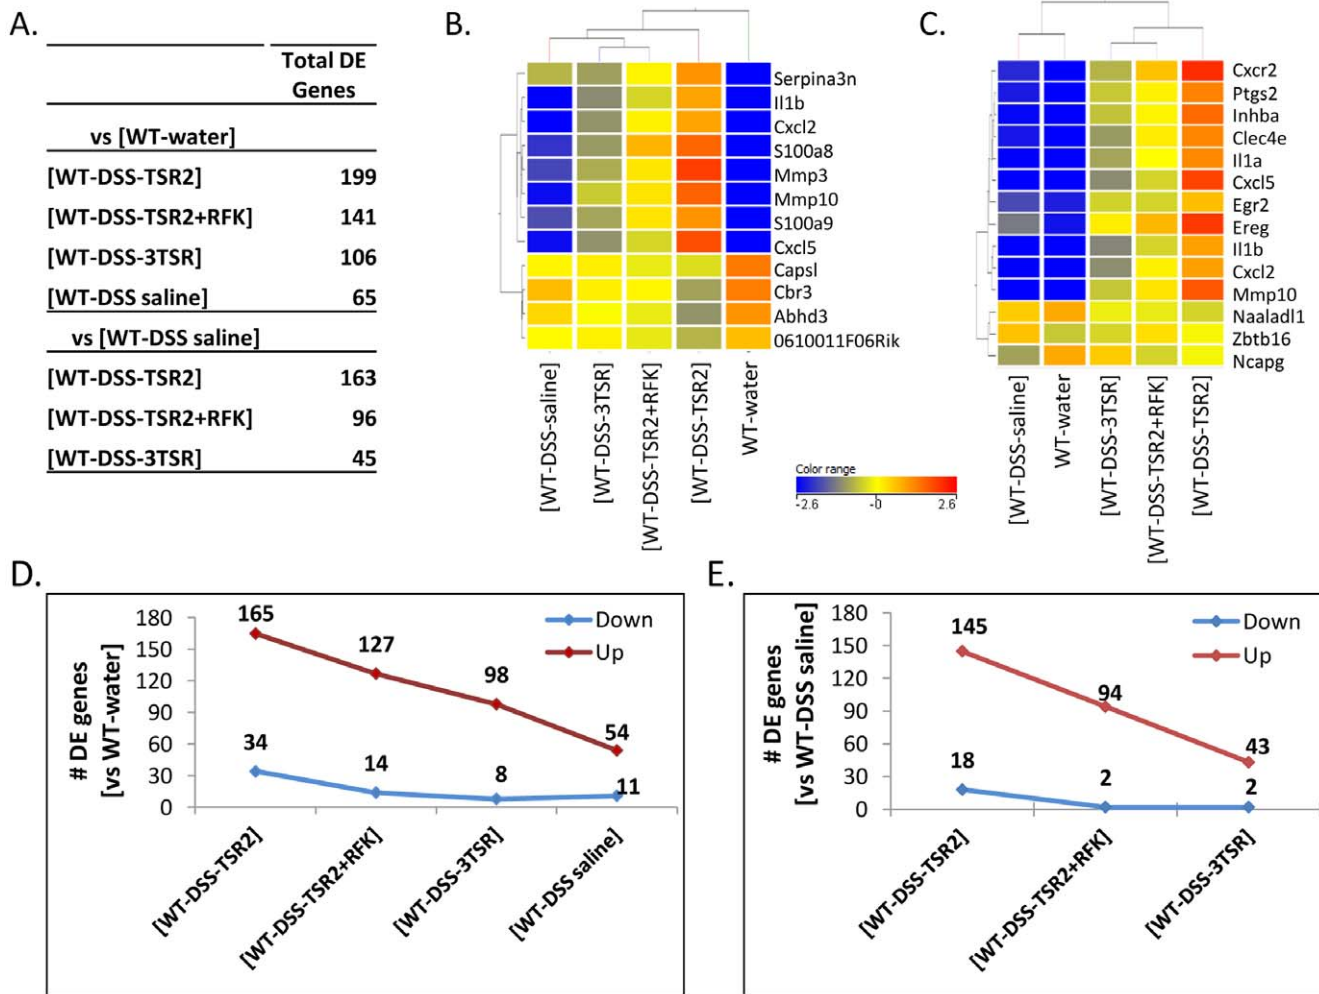 A.
Total DE
Genes
vs [WT-water]
[WT-DSS-TSR2] 199
[WT-DSS-TSR2+RFK] 141
[WT-DSS-3TSR] 106
[WT-DSS saline] 65
vs [WT-DSS saline]
[WT-DSS-TSR2] 163
[WT-DSS-TSR2+RFK] 96
[WT-DSS-3TSR] 45
B.
Serpina3n
Il1b
Cxcl2
S100a8
Mmp3
Mmp10
S100a9
Cxcl5
Capsl
Cbr3
Abhd3
0610011F06Rik
[WT-DSS-saline]
[WT-DSS-3TSR]
[WT-DSS-TSR2+RFK]
[WT-DSS-TSR2]
WT-water
Color range
-2.6 -0 2.6
C.
Cxcr2
Ptgs2
Inhba
Clec4e
Il1a
Cxcl5
Egr2
Ereg
Il1b
Cxcl2
Mmp10
Naaladl1
Zbtb16
Ncapg
[WT-DSS-saline]
WT-water
[WT-DSS-3TSR]
[WT-DSS-TSR2+RFK]
[WT-DSS-TSR2]
D.
# DE genes
[vs WT-water]
180
150
120
90
60
30
0
165
127
98
54
34
14
8
11
Down
Up
[WT-DSS-TSR2]
[WT-DSS-TSR2+RFK]
[WT-DSS-3TSR]
[WT-DSS saline]
E.
# DE genes
[vs WT-DSS saline]
180
150
120
90
60
30
0
145
94
43
18
2
2
Down
Up
[WT-DSS-TSR2]
[WT-DSS-TSR2+RFK]
[WT-DSS-3TSR]